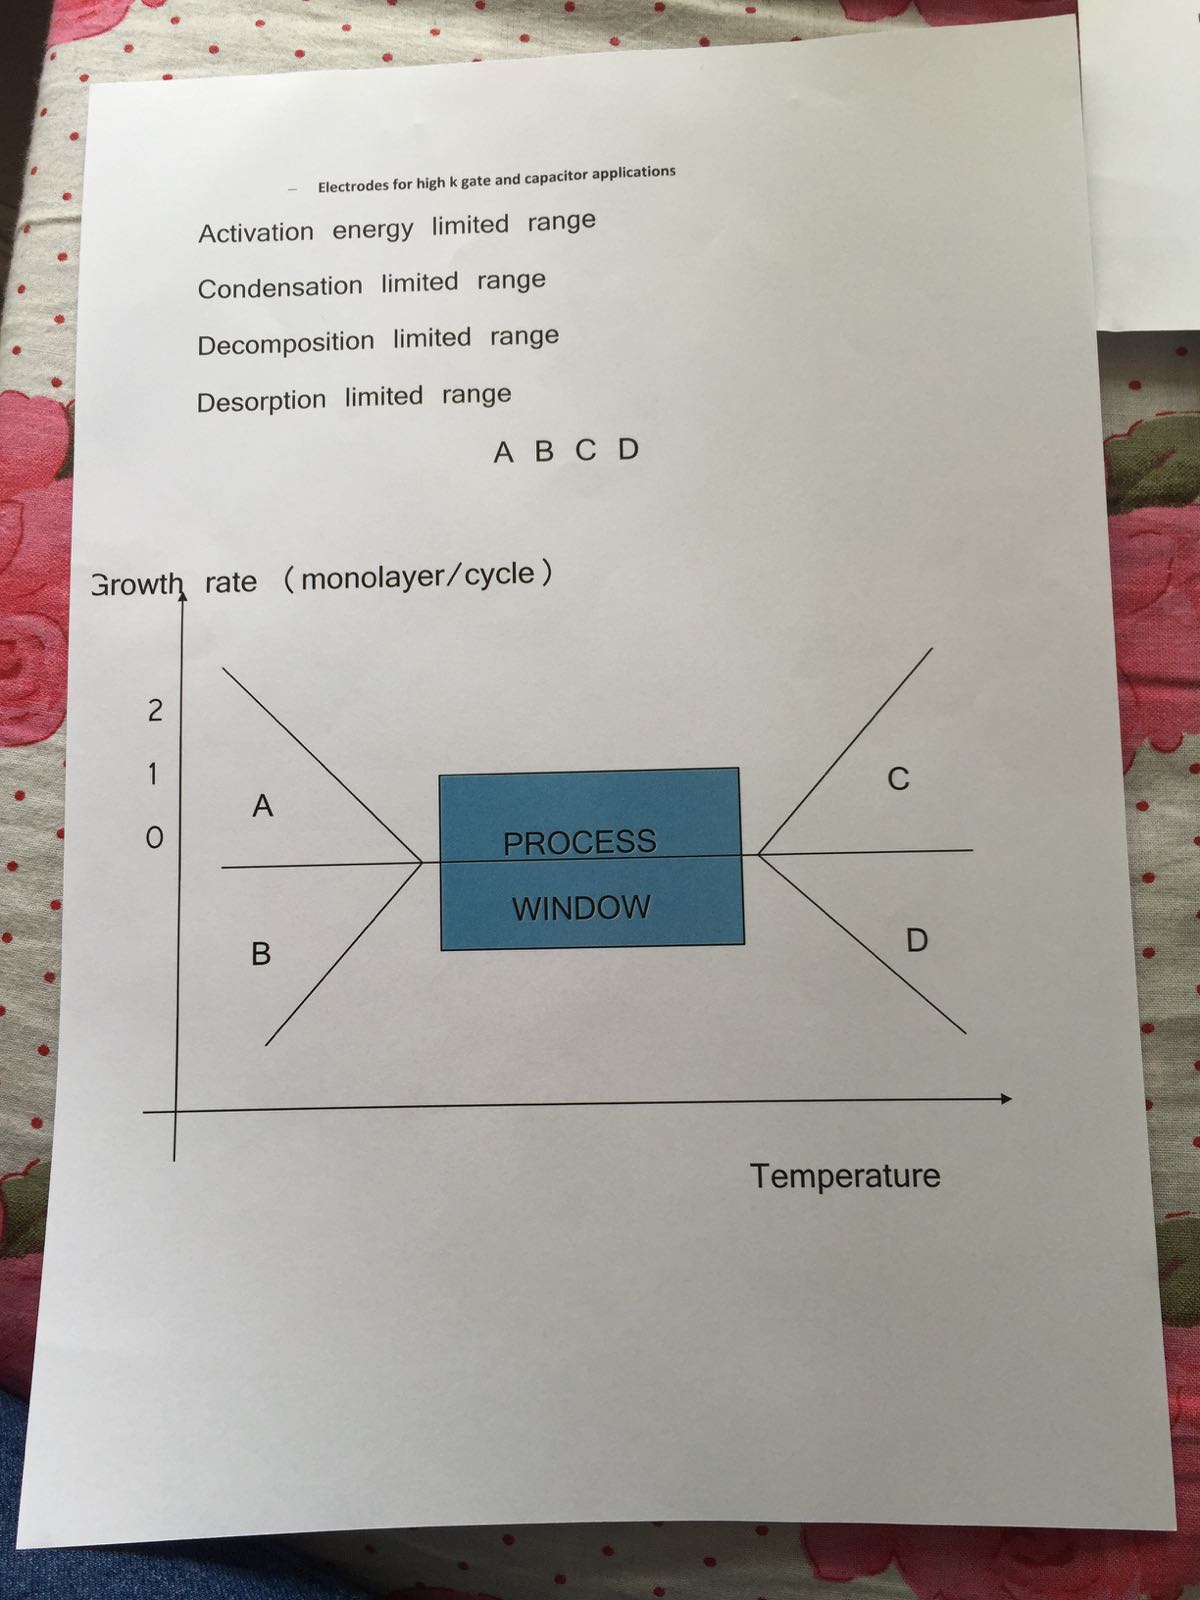 – Electrodes for high k gate and capacitor applications
Activation energy limited range
Condensation limited range
Decomposition limited range
Desorption limited range
A B C D
Growth rate (monolayer/cycle)
2
1
0
A
C
PROCESS
WINDOW
B
D
Temperature